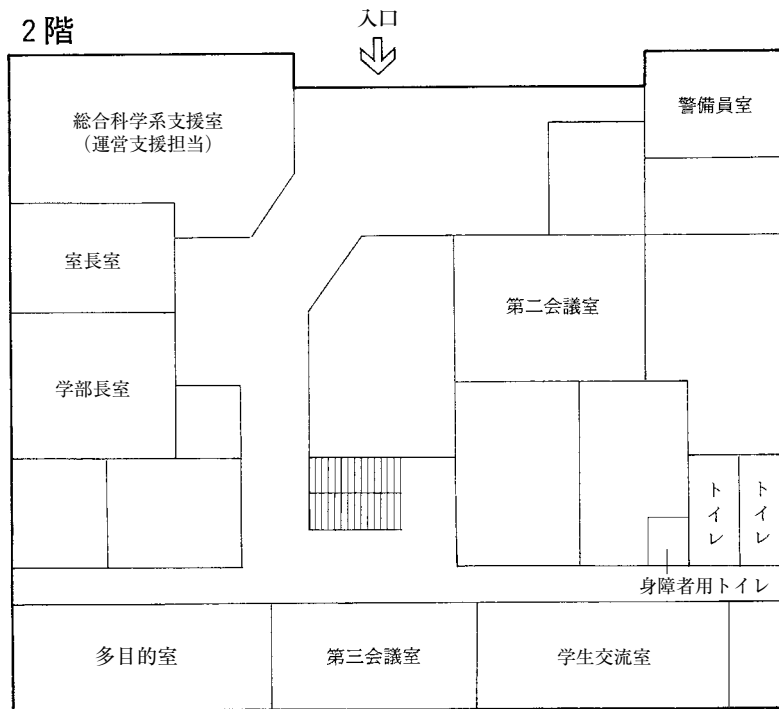 2階
入口
総合科学系支援室
(運営支援担当)
警備員室
室長室
第二会議室
学部長室
トイレ
トイレ
身障者用トイレ
多目的室
第三会議室
学生交流室